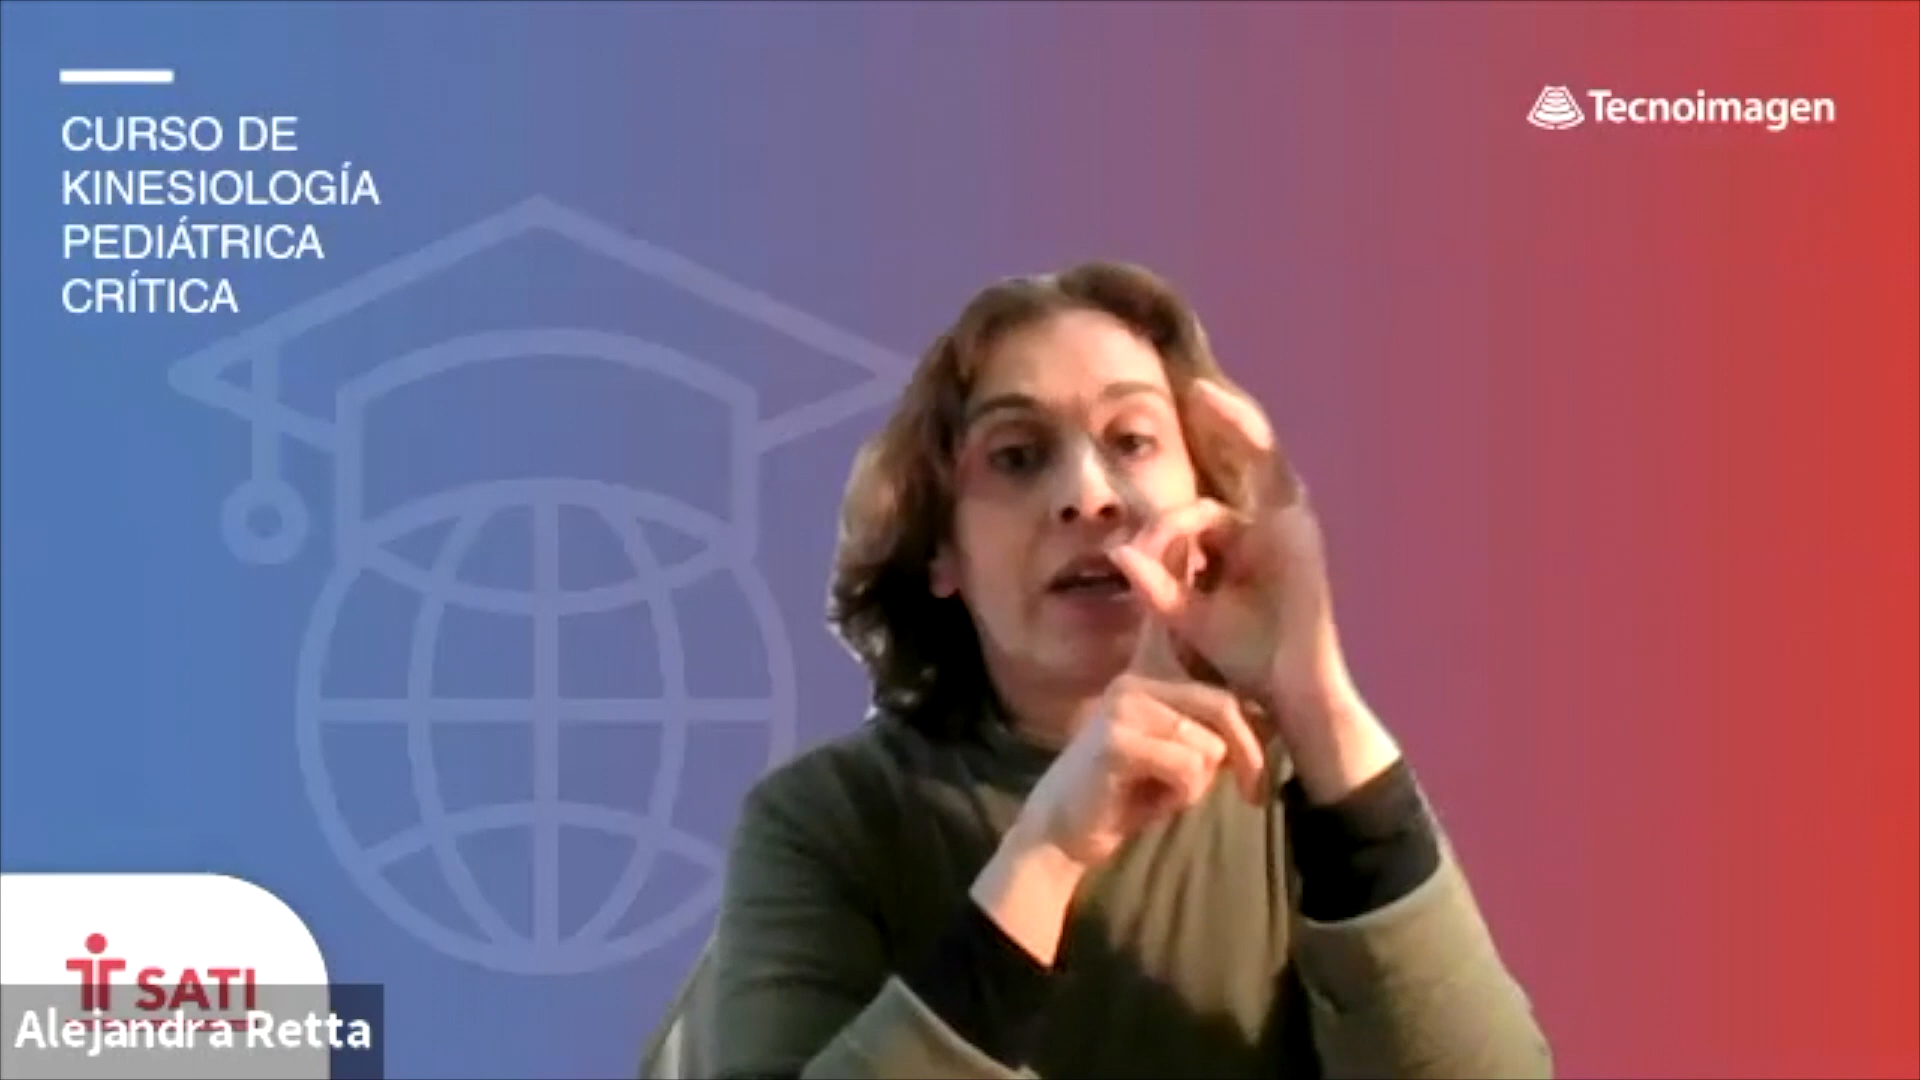 CURSO DE
KINESIOLOGÍA
PEDIÁTRICA
CRÍTICA
Tecnoimagen
SATI
Alejandra Retta